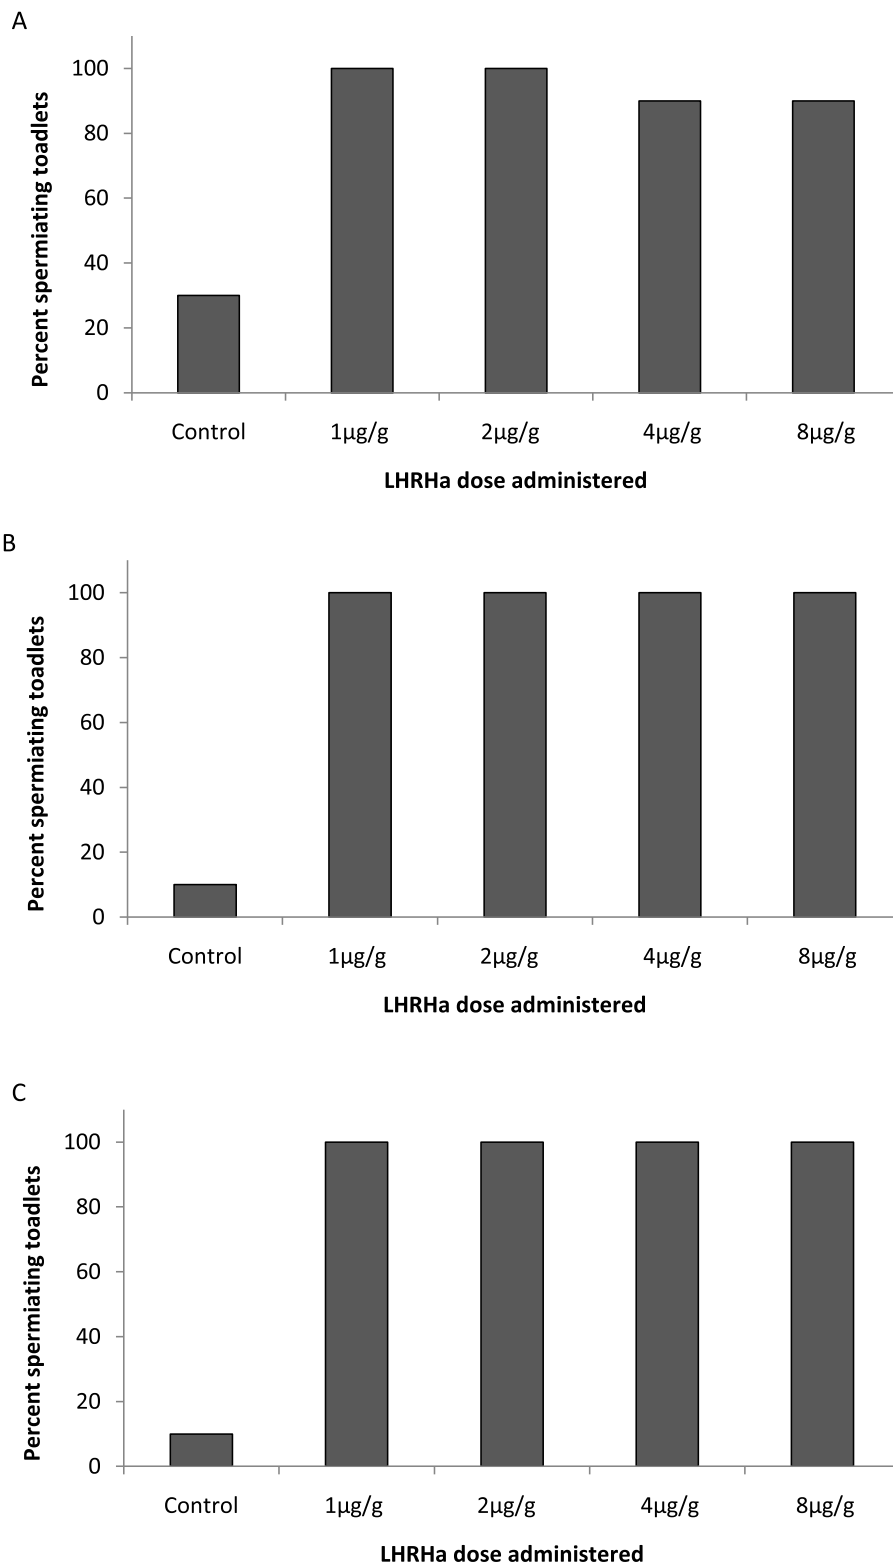 A
Percent spermiating toadlets
100
80
60
40
20
0
Control 1µg/g 2µg/g 4µg/g 8µg/g
LHRHa dose administered
B
Percent spermiating toadlets
100
80
60
40
20
0
Control 1µg/g 2µg/g 4µg/g 8µg/g
LHRHa dose administered
C
Percent spermiating toadlets
100
80
60
40
20
0
Control 1µg/g 2µg/g 4µg/g 8µg/g
LHRHa dose administered